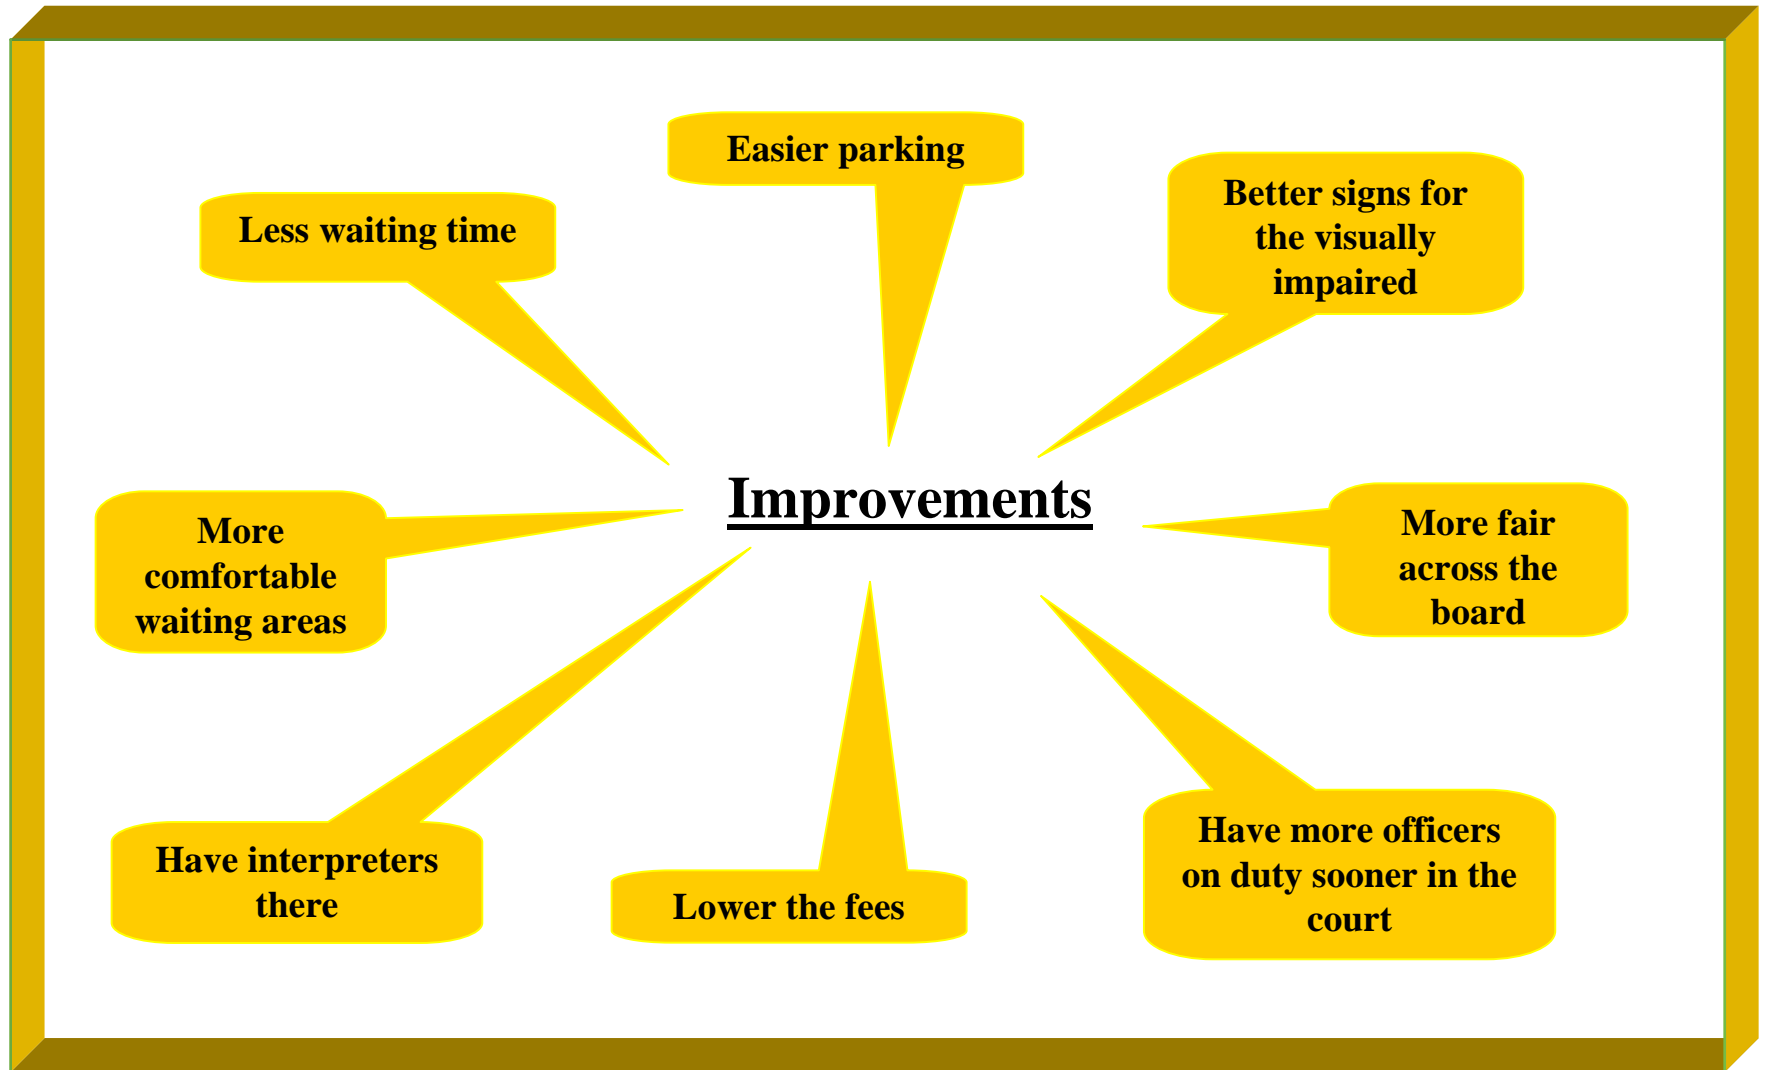 Easier parking
Better signs for
the visually
impaired
Less waiting time
Improvements
More
comfortable
waiting areas
More fair
across the
board
Have interpreters
there
Lower the fees
Have more officers
on duty sooner in the
court